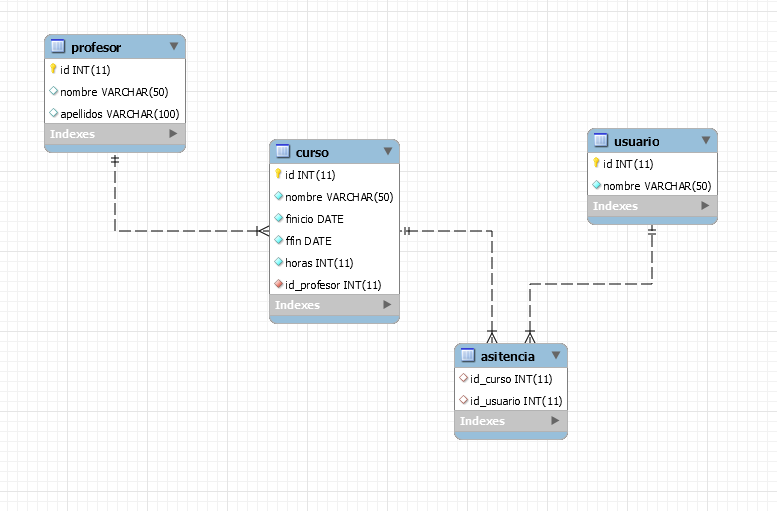 profesor
id INT(11)
nombre VARCHAR(50)
apellidos VARCHAR(100)
Indexes
curso
id INT(11)
nombre VARCHAR(50)
finicio DATE
ffin DATE
horas INT(11)
id_profesor INT(11)
Indexes
usuario
id INT(11)
nombre VARCHAR(50)
Indexes
asitencia
id_curso INT(11)
id_usuario INT(11)
Indexes